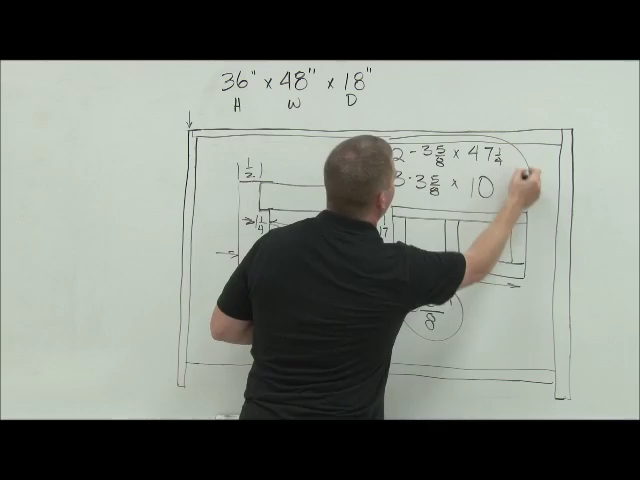 36" x 48" x 18"
H W D
2 - 3 5/8 x 47 1/4
3 - 3 5/8 x 10
1/2
1/4
17
8